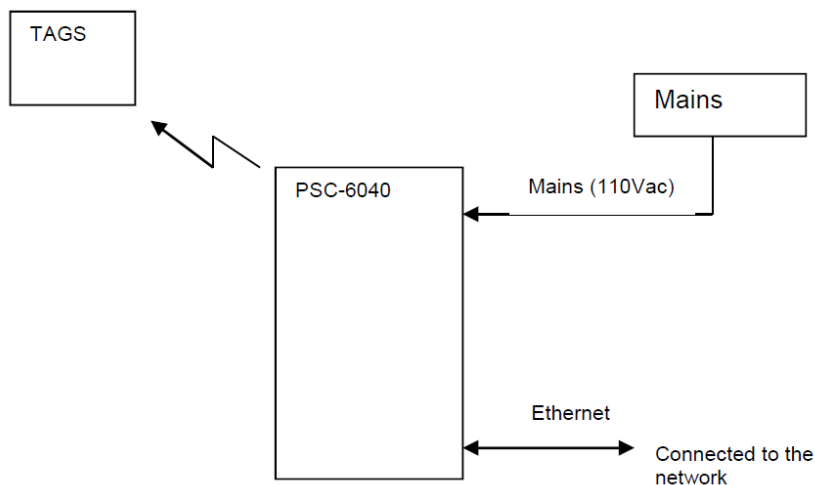 TAGS
Mains
PSC-6040
Mains (110Vac)
Ethernet
Connected to the
network